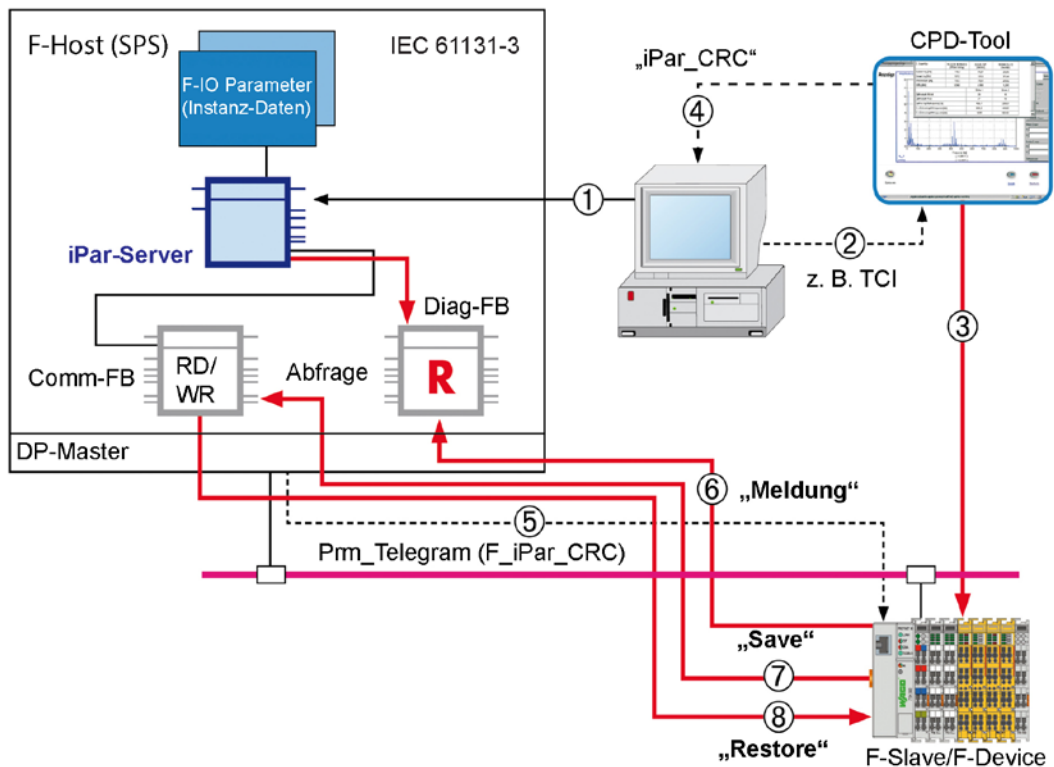 F-Host (SPS)
IEC 61131-3
F-IO Parameter
(Instanz-Daten)
iPar-Server
Diag-FB
Comm-FB
RD/
WR
Abfrage
R
DP-Master
CPD-Tool
„iPar_CRC“
4
1
2
z. B. TCI
3
6
„Meldung“
5
Prm_Telegram (F_iPar_CRC)
„Save“
7
8
„Restore“
WAGO
F-Slave/F-Device